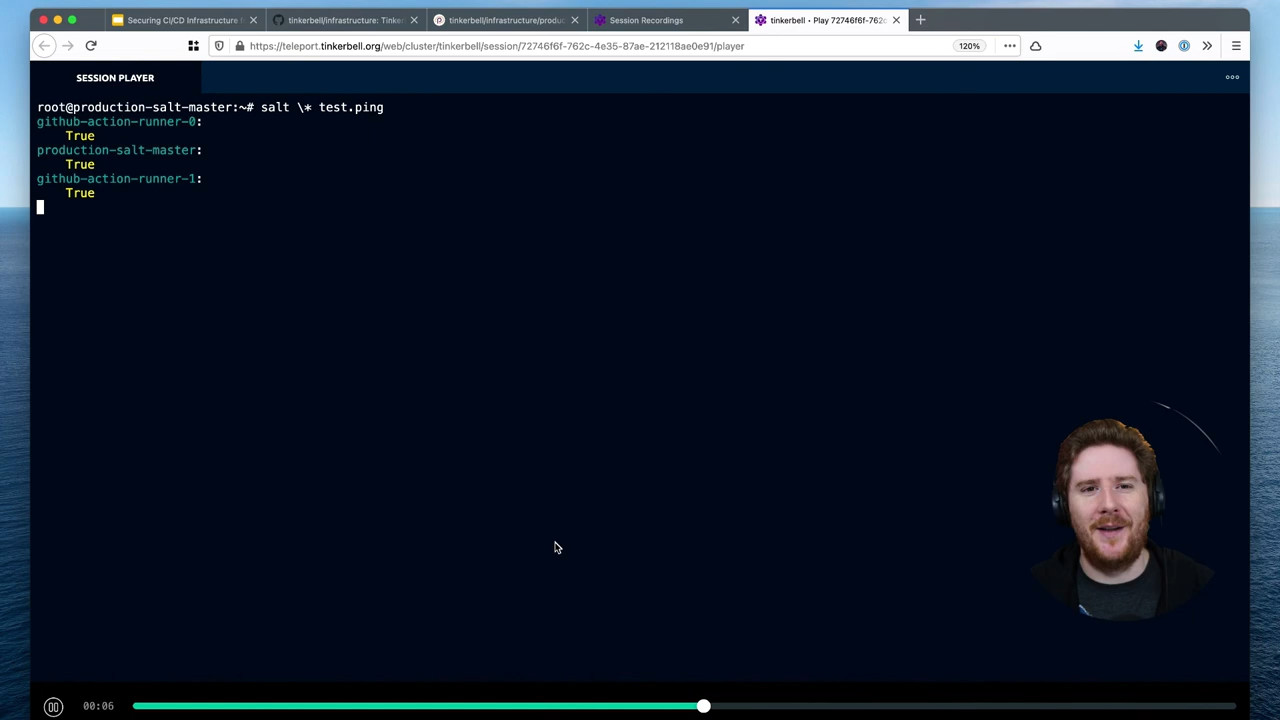 Securing CI/CD Infrastructure
tinkerbell/infrastructure: Tinker
tinkerbell/infrastructure/produc
Session Recordings
tinkerbell • Play 72746f6f-762c
https://teleport.tinkerbell.org/web/cluster/tinkerbell/session/72746f6f-762c-4e35-87ae-212118ae0e91/player
120%
SESSION PLAYER
root@production-salt-master:~# salt \* test.ping
github-action-runner-0:
True
production-salt-master:
True
github-action-runner-1:
True
00:06